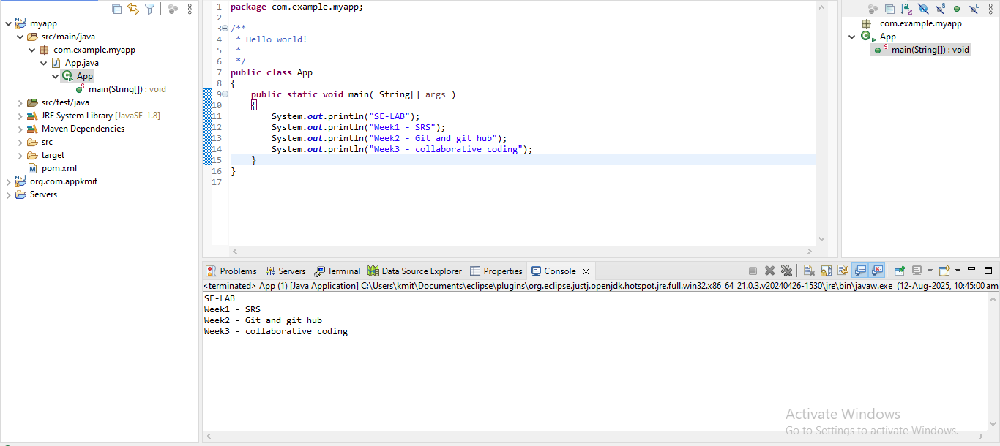 myapp
src/main/java
com.example.myapp
App.java
App
main(String[]) : void
src/test/java
JRE System Library [JavaSE-1.8]
Maven Dependencies
src
target
pom.xml
org.com.appkmit
Servers
1 package com.example.myapp;
2
3 /**
4  * Hello world!
5  *
6  */
7 public class App
8 {
9     public static void main( String[] args )
10     {
11         System.out.println("SE-LAB");
12         System.out.println("Week1 - SRS");
13         System.out.println("Week2 - Git and git hub");
14         System.out.println("Week3 - collaborative coding");
15     }
16 }
17
com.example.myapp
App
main(String[]) : void
Problems Servers Terminal Data Source Explorer Properties Console
<terminated> App (1) [Java Application] C:\Users\kmit\Documents\eclipse\plugins\org.eclipse.justj.openjdk.hotspot.jre.full.win32.x86_64_21.0.3.v20240426-1530\jre\bin\javaw.exe (12-Aug-2025, 10:45:00 am
SE-LAB
Week1 - SRS
Week2 - Git and git hub
Week3 - collaborative coding
Activate Windows
Go to Settings to activate Windows.